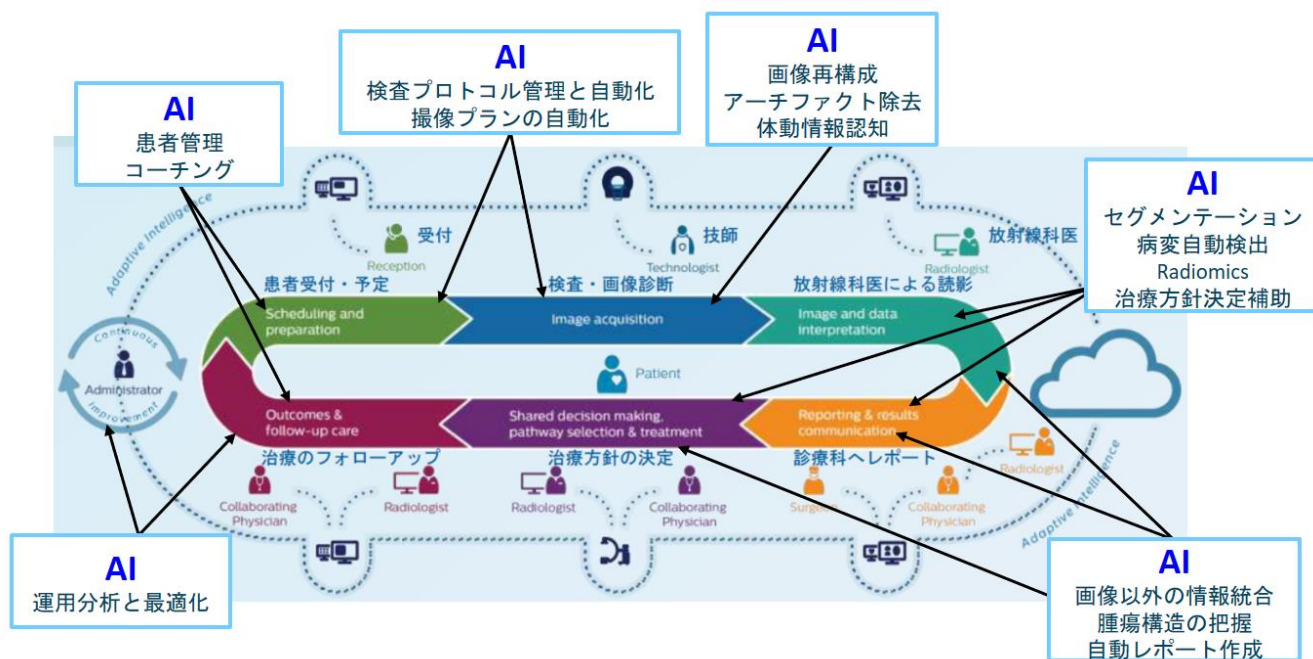 AI
検査プロトコル管理と自動化
撮像プランの自動化
AI
画像再構成
アーチファクト除去
体動情報認知
AI
患者管理
コーチング
AI
セグメンテーション
病変自動検出
Radiomics
治療方針決定補助
Adaptive Intelligence
受付
Reception
技師
Technologist
放射線科医
Radiologist
患者受付・予定
検査・画像診断
放射線科医による読影
Scheduling and
preparation
Image acquisition
Image and data
interpretation
Continuous
Administrator
Improvement
Patient
Outcomes &
follow-up care
Shared decision making,
pathway selection & treatment
Reporting & results
communication
治療のフォローアップ
治療方針の決定
診療科へレポート
Collaborating
Physician
Radiologist
Radiologist
Collaborating
Physician
Surgeon
Collaborating
Physician
Radiologist
Adaptive Intelligence
AI
運用分析と最適化
AI
画像以外の情報統合
腫瘍構造の把握
自動レポート作成